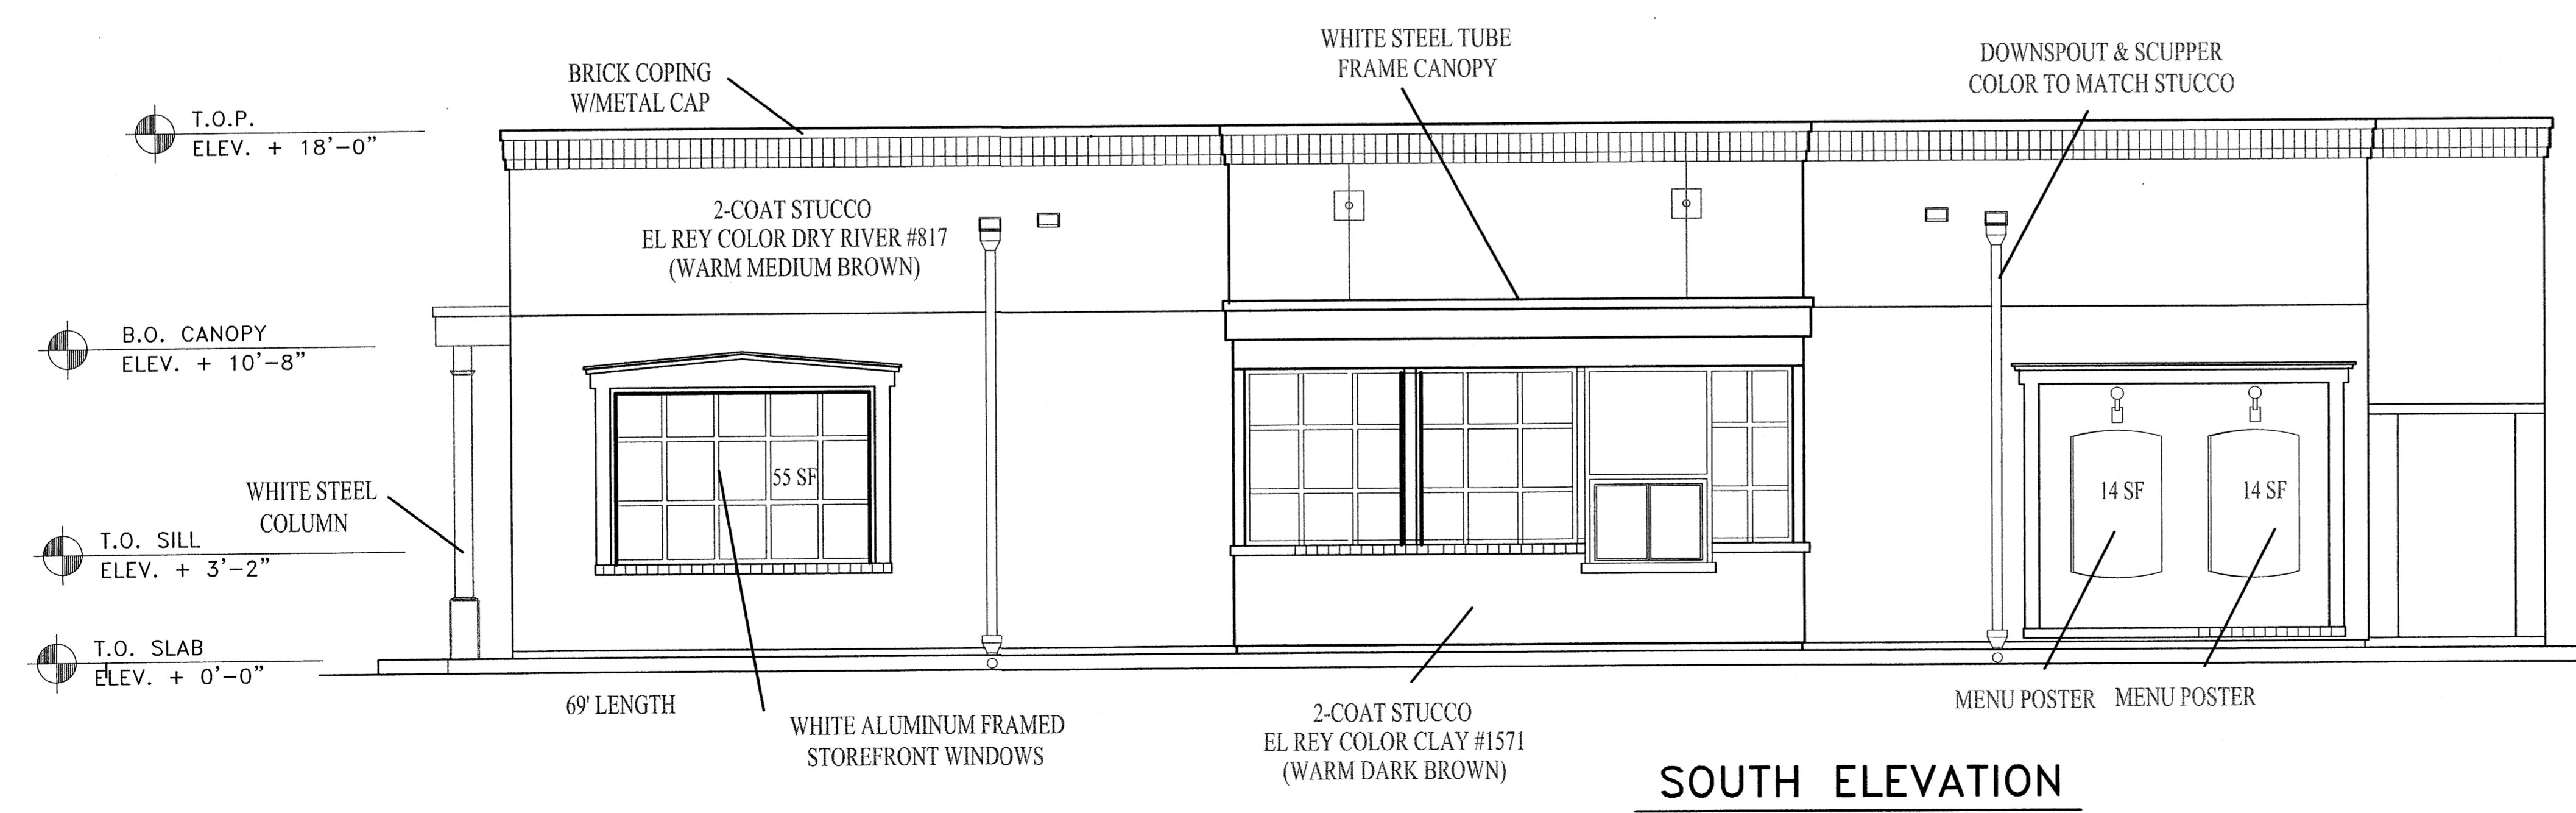 WHITE STEEL TUBE
FRAME CANOPY
DOWNSPOUT & SCUPPER
COLOR TO MATCH STUCCO
BRICK COPING
W/METAL CAP
T.O.P.
ELEV. + 18'-0"
2-COAT STUCCO
EL REY COLOR DRY RIVER #817
(WARM MEDIUM BROWN)
B.O. CANOPY
ELEV. + 10'-8"
55 SF
14 SF
14 SF
WHITE STEEL
COLUMN
T.O. SILL
ELEV. + 3'-2"
T.O. SLAB
ELEV. + 0'-0"
69' LENGTH
WHITE ALUMINUM FRAMED
STOREFRONT WINDOWS
2-COAT STUCCO
EL REY COLOR CLAY #1571
(WARM DARK BROWN)
MENU POSTER
MENU POSTER
SOUTH ELEVATION